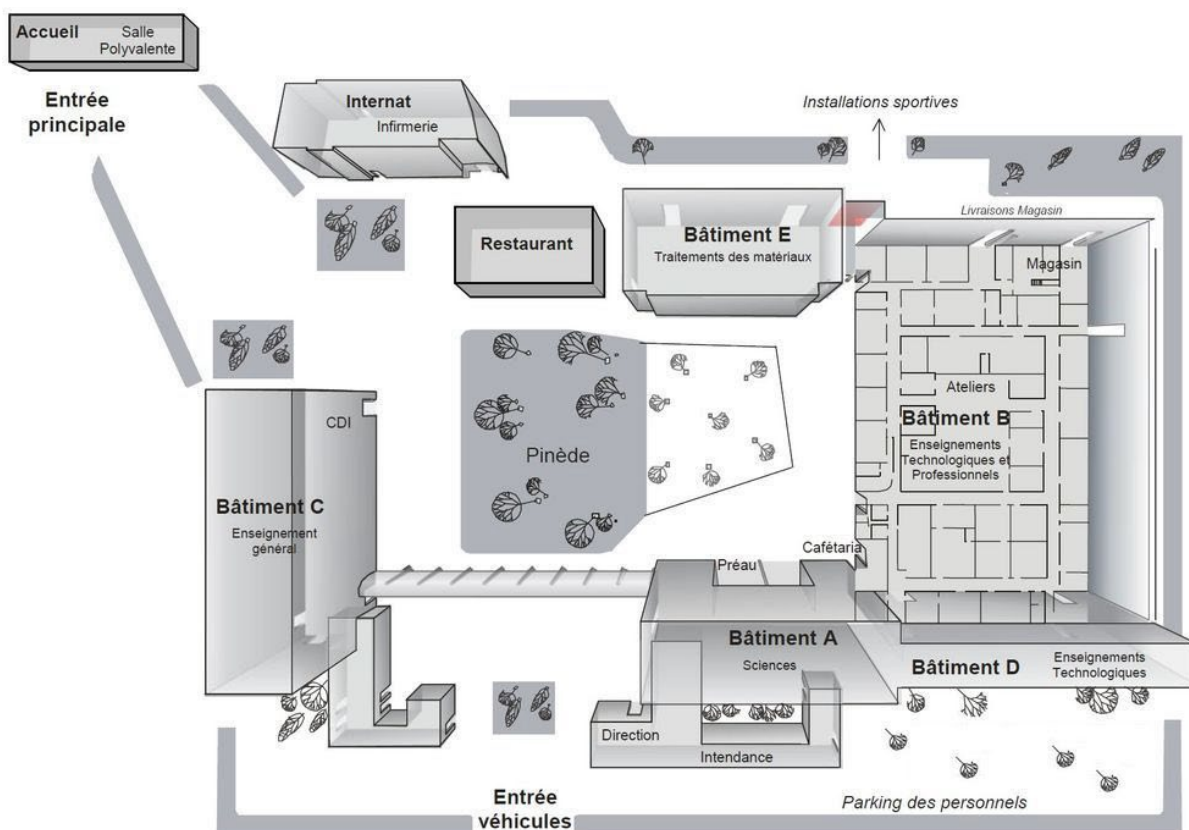 Accueil
Salle
Polyvalente
Entrée
principale
Internat
Infirmerie
Installations sportives
Livraisons Magasin
Restaurant
Bâtiment E
Traitements des matériaux
Magasin
Ateliers
Bâtiment B
Enseignements
Technologiques et
Professionnels
CDI
Pinède
Bâtiment C
Enseignement
général
Préau
Cafétaria
Bâtiment A
Sciences
Bâtiment D
Enseignements
Technologiques
Direction
Intendance
Entrée
véhicules
Parking des personnels